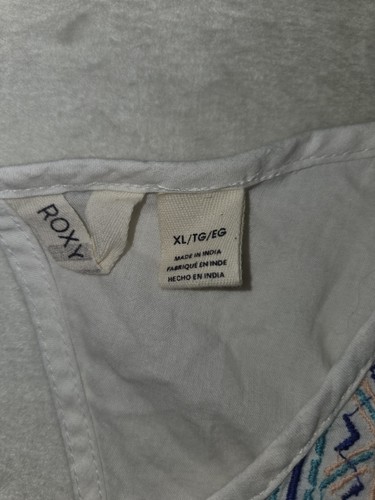 ROXY
XL/TG/EG
MADE IN INDIA
FABRIQUÉ EN INDE
HECHO EN INDIA